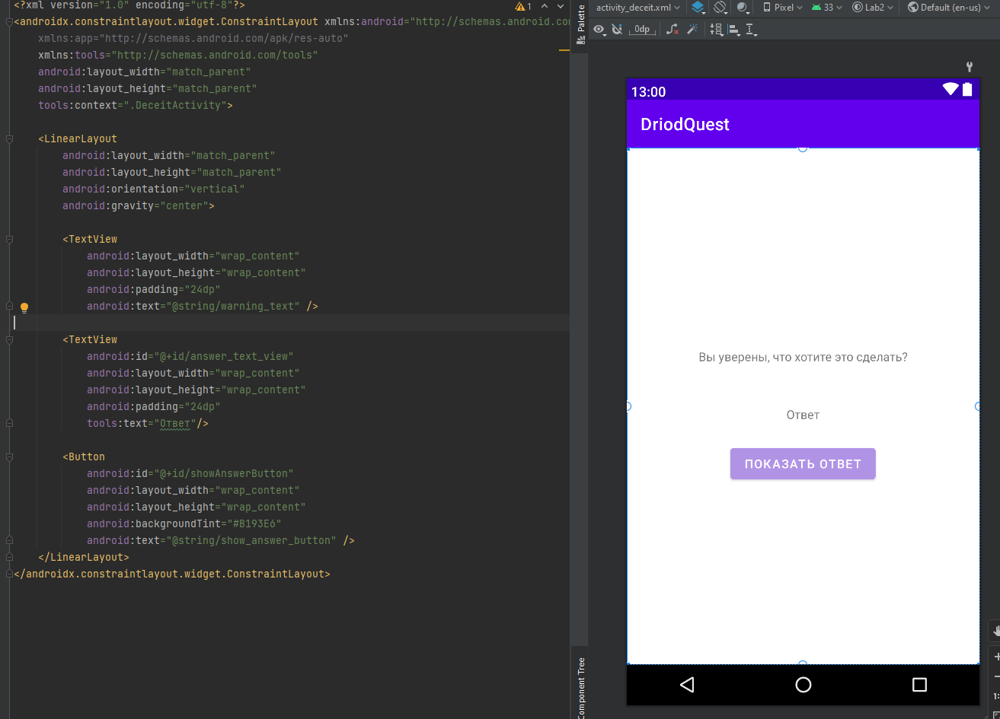 <?xml version="1.0" encoding="utf-8"?>
1
<androidx.constraintlayout.widget.ConstraintLayout xmlns:android="http://schemas.android.co
xmlns:app="http://schemas.android.com/apk/res-auto"
xmlns:tools="http://schemas.android.com/tools"
android:layout_width="match_parent"
android:layout_height="match_parent"
tools:context=".DeceitActivity">
<LinearLayout
android:layout_width="match_parent"
android:layout_height="match_parent"
android:orientation="vertical"
android:gravity="center">
<TextView
android:layout_width="wrap_content"
android:layout_height="wrap_content"
android:padding="24dp"
android:text="@string/warning_text" />
<TextView
android:id="@+id/answer_text_view"
android:layout_width="wrap_content"
android:layout_height="wrap_content"
android:padding="24dp"
tools:text="Ответ"/>
<Button
android:id="@+id/showAnswerButton"
android:layout_width="wrap_content"
android:layout_height="wrap_content"
android:backgroundTint="#B193E6"
android:text="@string/show_answer_button" />
</LinearLayout>
</androidx.constraintlayout.widget.ConstraintLayout>
Palette
Component Tree
activity_deceit.xml
Pixel
33
Lab2
Default (en-us)
0dp
13:00
DriodQuest
Вы уверены, что хотите это сделать?
Ответ
ПОКАЗАТЬ ОТВЕТ
1: